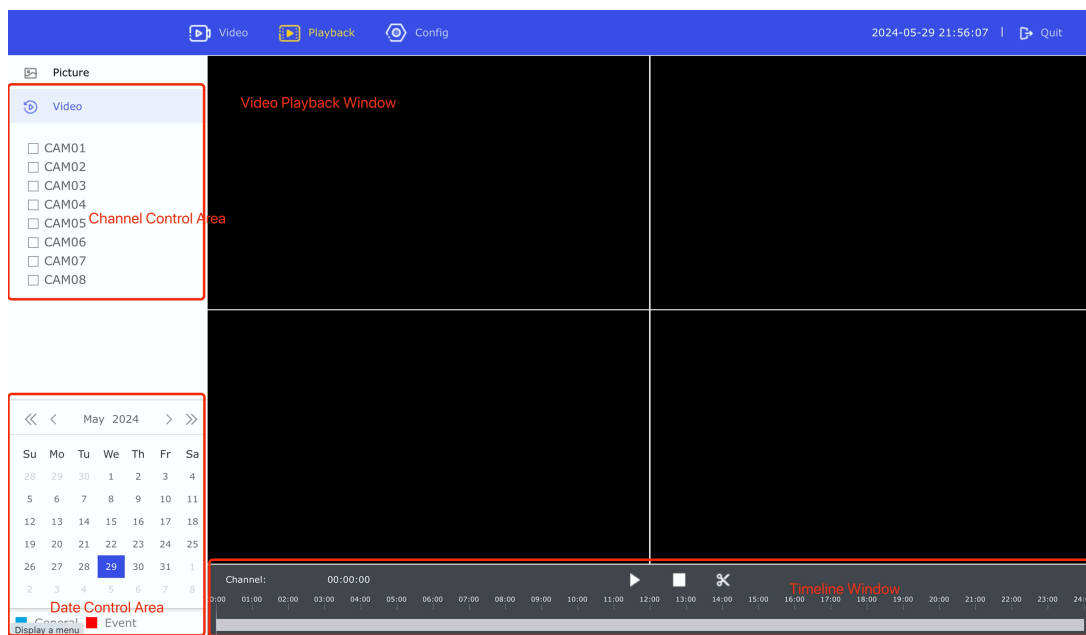 Video Playback Config 2024-05-29 21:56:07 | Quit
Picture
Video
Video Playback Window
CAM01
CAM02
CAM03
CAM04
CAM05
Channel Control Area
CAM06
CAM07
CAM08
May 2024
Su Mo Tu We Th Fr Sa
28 29 30 1 2 3 4
5 6 7 8 9 10 11
12 13 14 15 16 17 18
19 20 21 22 23 24 25
26 27 28 29 30 31 1
2 3 4 5 6 7 8
Date Control Area
General Event
Display a menu
Channel: 00:00:00
Timeline Window
0:00 01:00 02:00 03:00 04:00 05:00 06:00 07:00 08:00 09:00 10:00 11:00 12:00 13:00 14:00 15:00 16:00 17:00 18:00 19:00 20:00 21:00 22:00 23:00 24: